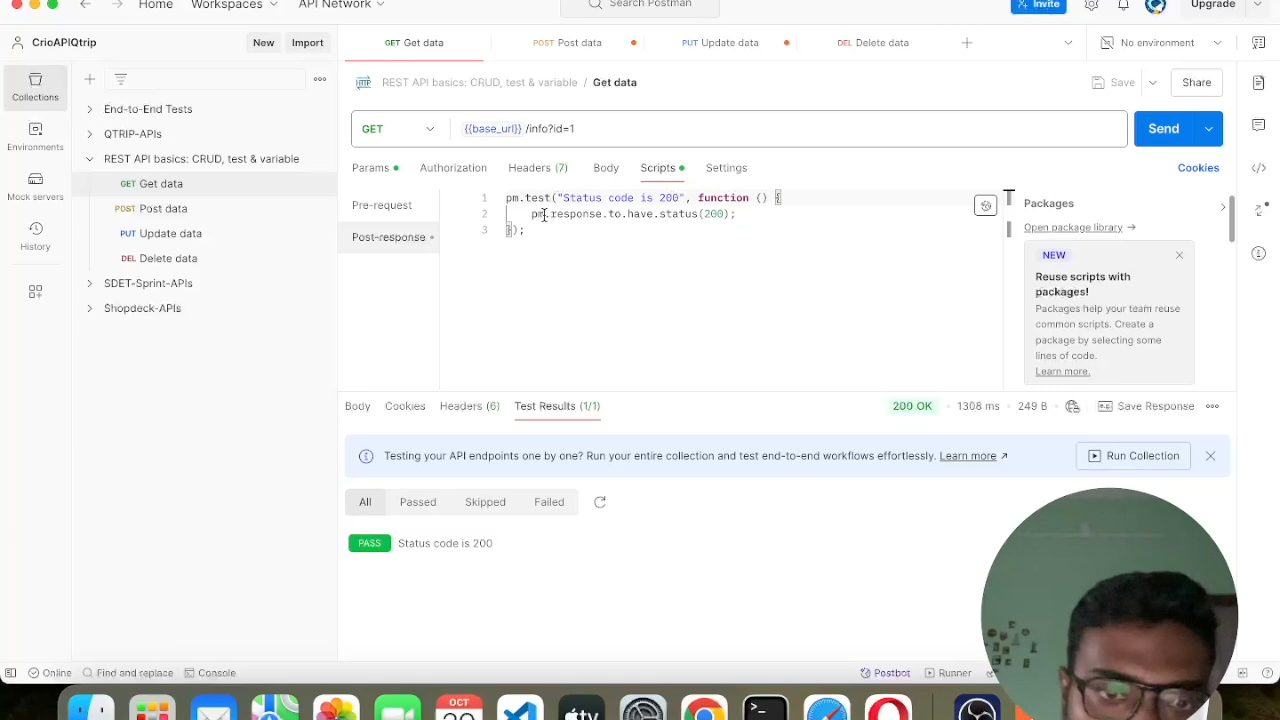 Home
Workspaces
API Network
Search Postman
Invite
Upgrade
CrioAPIQtrip
New
Import
GET Get data
POST Post data
PUT Update data
DEL Delete data
No environment
Collections
Environments
Mock servers
History
End-to-End Tests
QTRIP-APIs
REST API basics: CRUD, test & variable
GET Get data
POST Post data
PUT Update data
DEL Delete data
SDET-Sprint-APIs
Shopdeck-APIs
HTTP REST API basics: CRUD, test & variable / Get data
Save
Share
GET {{base_url}} /info?id=1
Send
Params
Authorization
Headers (7)
Body
Scripts
Settings
Cookies
Pre-request
Post-response
1 pm.test("Status code is 200", function () {
2 pm.response.to.have.status(200);
3 });
Packages
Open package library →
NEW
Reuse scripts with
packages!
Packages help your team reuse
common scripts. Create a
package by selecting some
lines of code.
Learn more.
Body
Cookies
Headers (6)
Test Results (1/1)
200 OK • 1308 ms • 249 B
Save Response
Testing your API endpoints one by one? Run your entire collection and test end-to-end workflows effortlessly. Learn more
Run Collection
All
Passed
Skipped
Failed
PASS Status code is 200
Online
Find and replace
Console
Postbot
Runner
OCT
tv